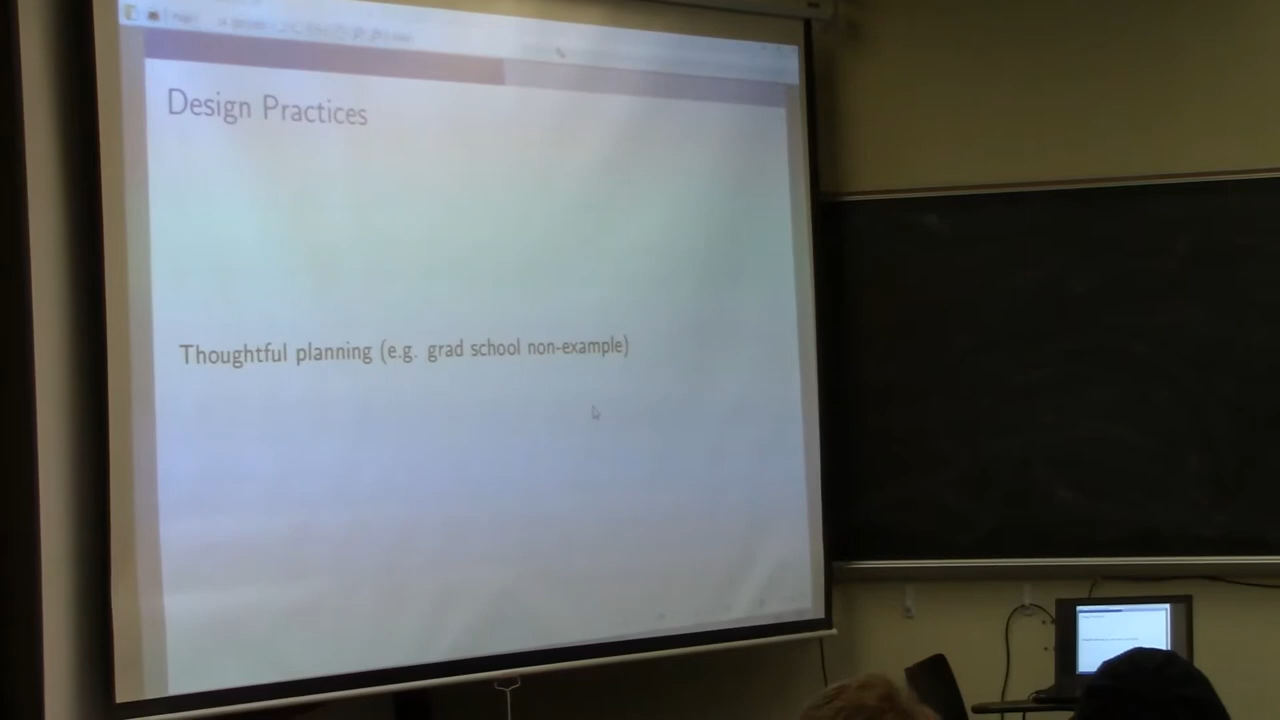 Design Practices
Thoughtful planning (e.g. grad school non-example)